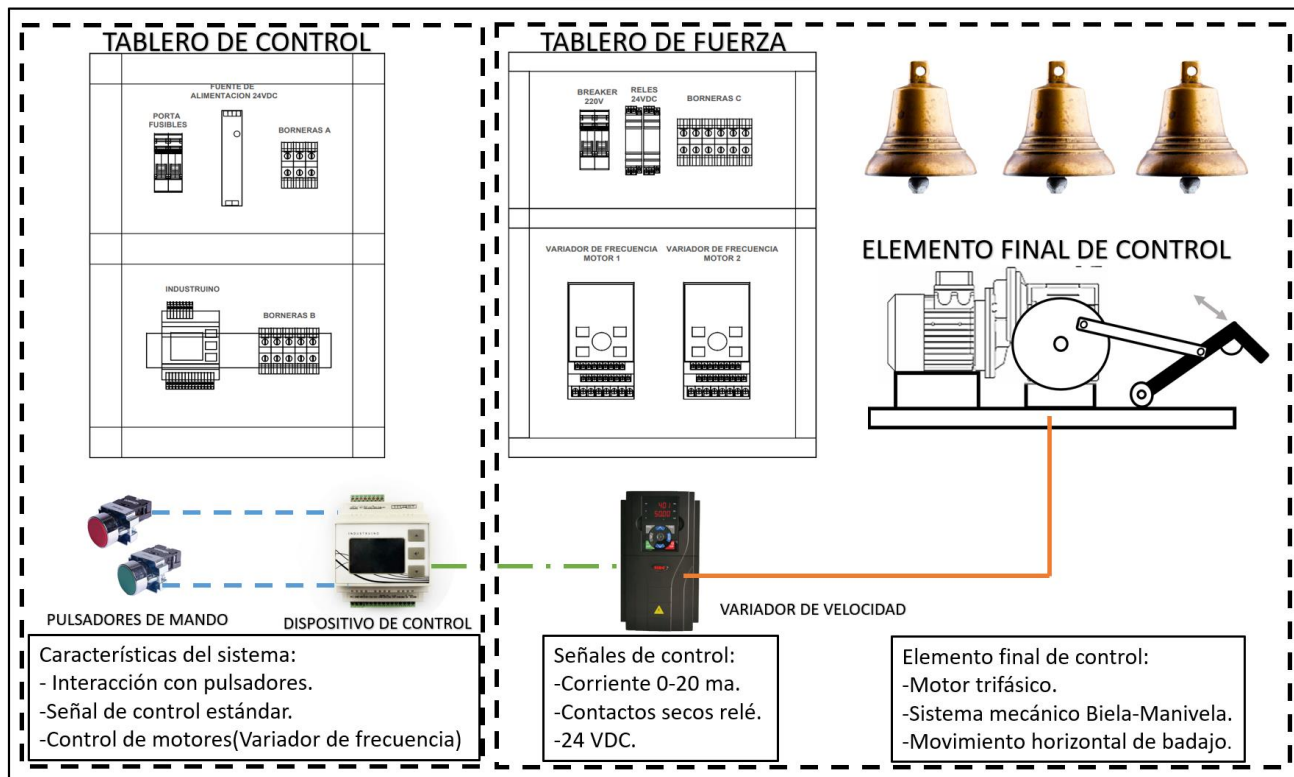 TABLERO DE CONTROL
FUENTE DE
ALIMENTACION 24VDC
PORTA
FUSIBLES
BORNERAS A
INDUSTRUINO
BORNERAS B
PULSADORES DE MANDO
DISPOSITIVO DE CONTROL
Características del sistema:
- Interacción con pulsadores.
-Señal de control estándar.
-Control de motores(Variador de frecuencia)
TABLERO DE FUERZA
BREAKER
220V
RELES
24VDC
BORNERAS C
VARIADOR DE FRECUENCIA
MOTOR 1
VARIADOR DE FRECUENCIA
MOTOR 2
ELEMENTO FINAL DE CONTROL
VARIADOR DE VELOCIDAD
Señales de control:
-Corriente 0-20 ma.
-Contactos secos relé.
-24 VDC.
Elemento final de control:
-Motor trifásico.
-Sistema mecánico Biela-Manivela.
-Movimiento horizontal de badajo.